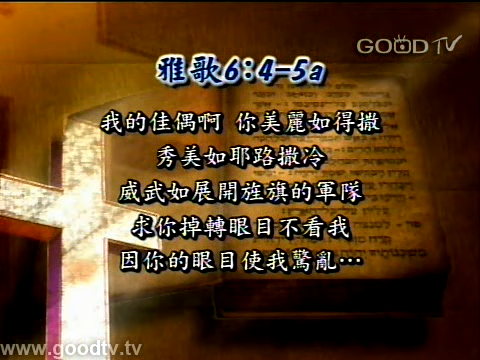 GOOD TV
雅歌6:4-5a
我的佳偶啊 你美麗如得撒
秀美如耶路撒冷
威武如展開旌旗的軍隊
求你掉轉眼目不看我
因你的眼目使我驚亂…
www.goodtv.tv